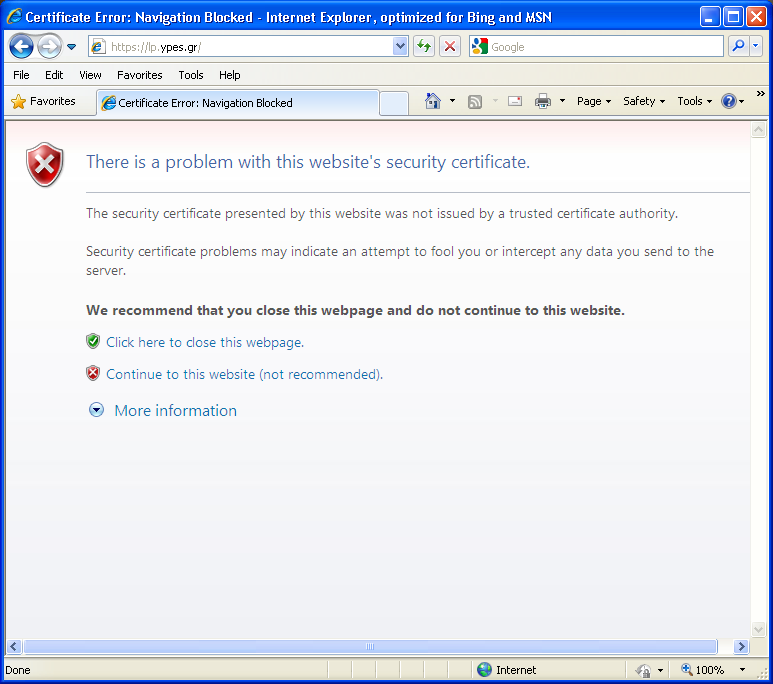 Certificate Error: Navigation Blocked - Internet Explorer, optimized for Bing and MSN
https://lp.ypes.gr/
Google
File Edit View Favorites Tools Help
Favorites
Certificate Error: Navigation Blocked
Page Safety Tools
There is a problem with this website's security certificate.
The security certificate presented by this website was not issued by a trusted certificate authority.
Security certificate problems may indicate an attempt to fool you or intercept any data you send to the
server.
We recommend that you close this webpage and do not continue to this website.
Click here to close this webpage.
Continue to this website (not recommended).
More information
Done
Internet
100%